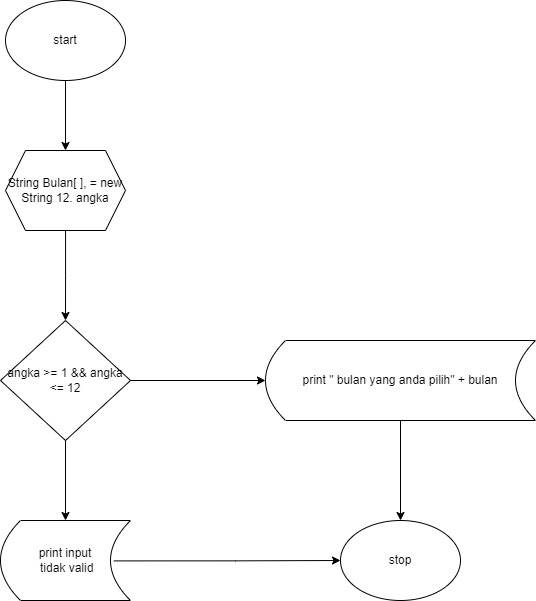 start
String Bulan[ ], = new
String 12. angka
angka >= 1 && angka
<= 12
print " bulan yang anda pilih" + bulan
print input
tidak valid
stop